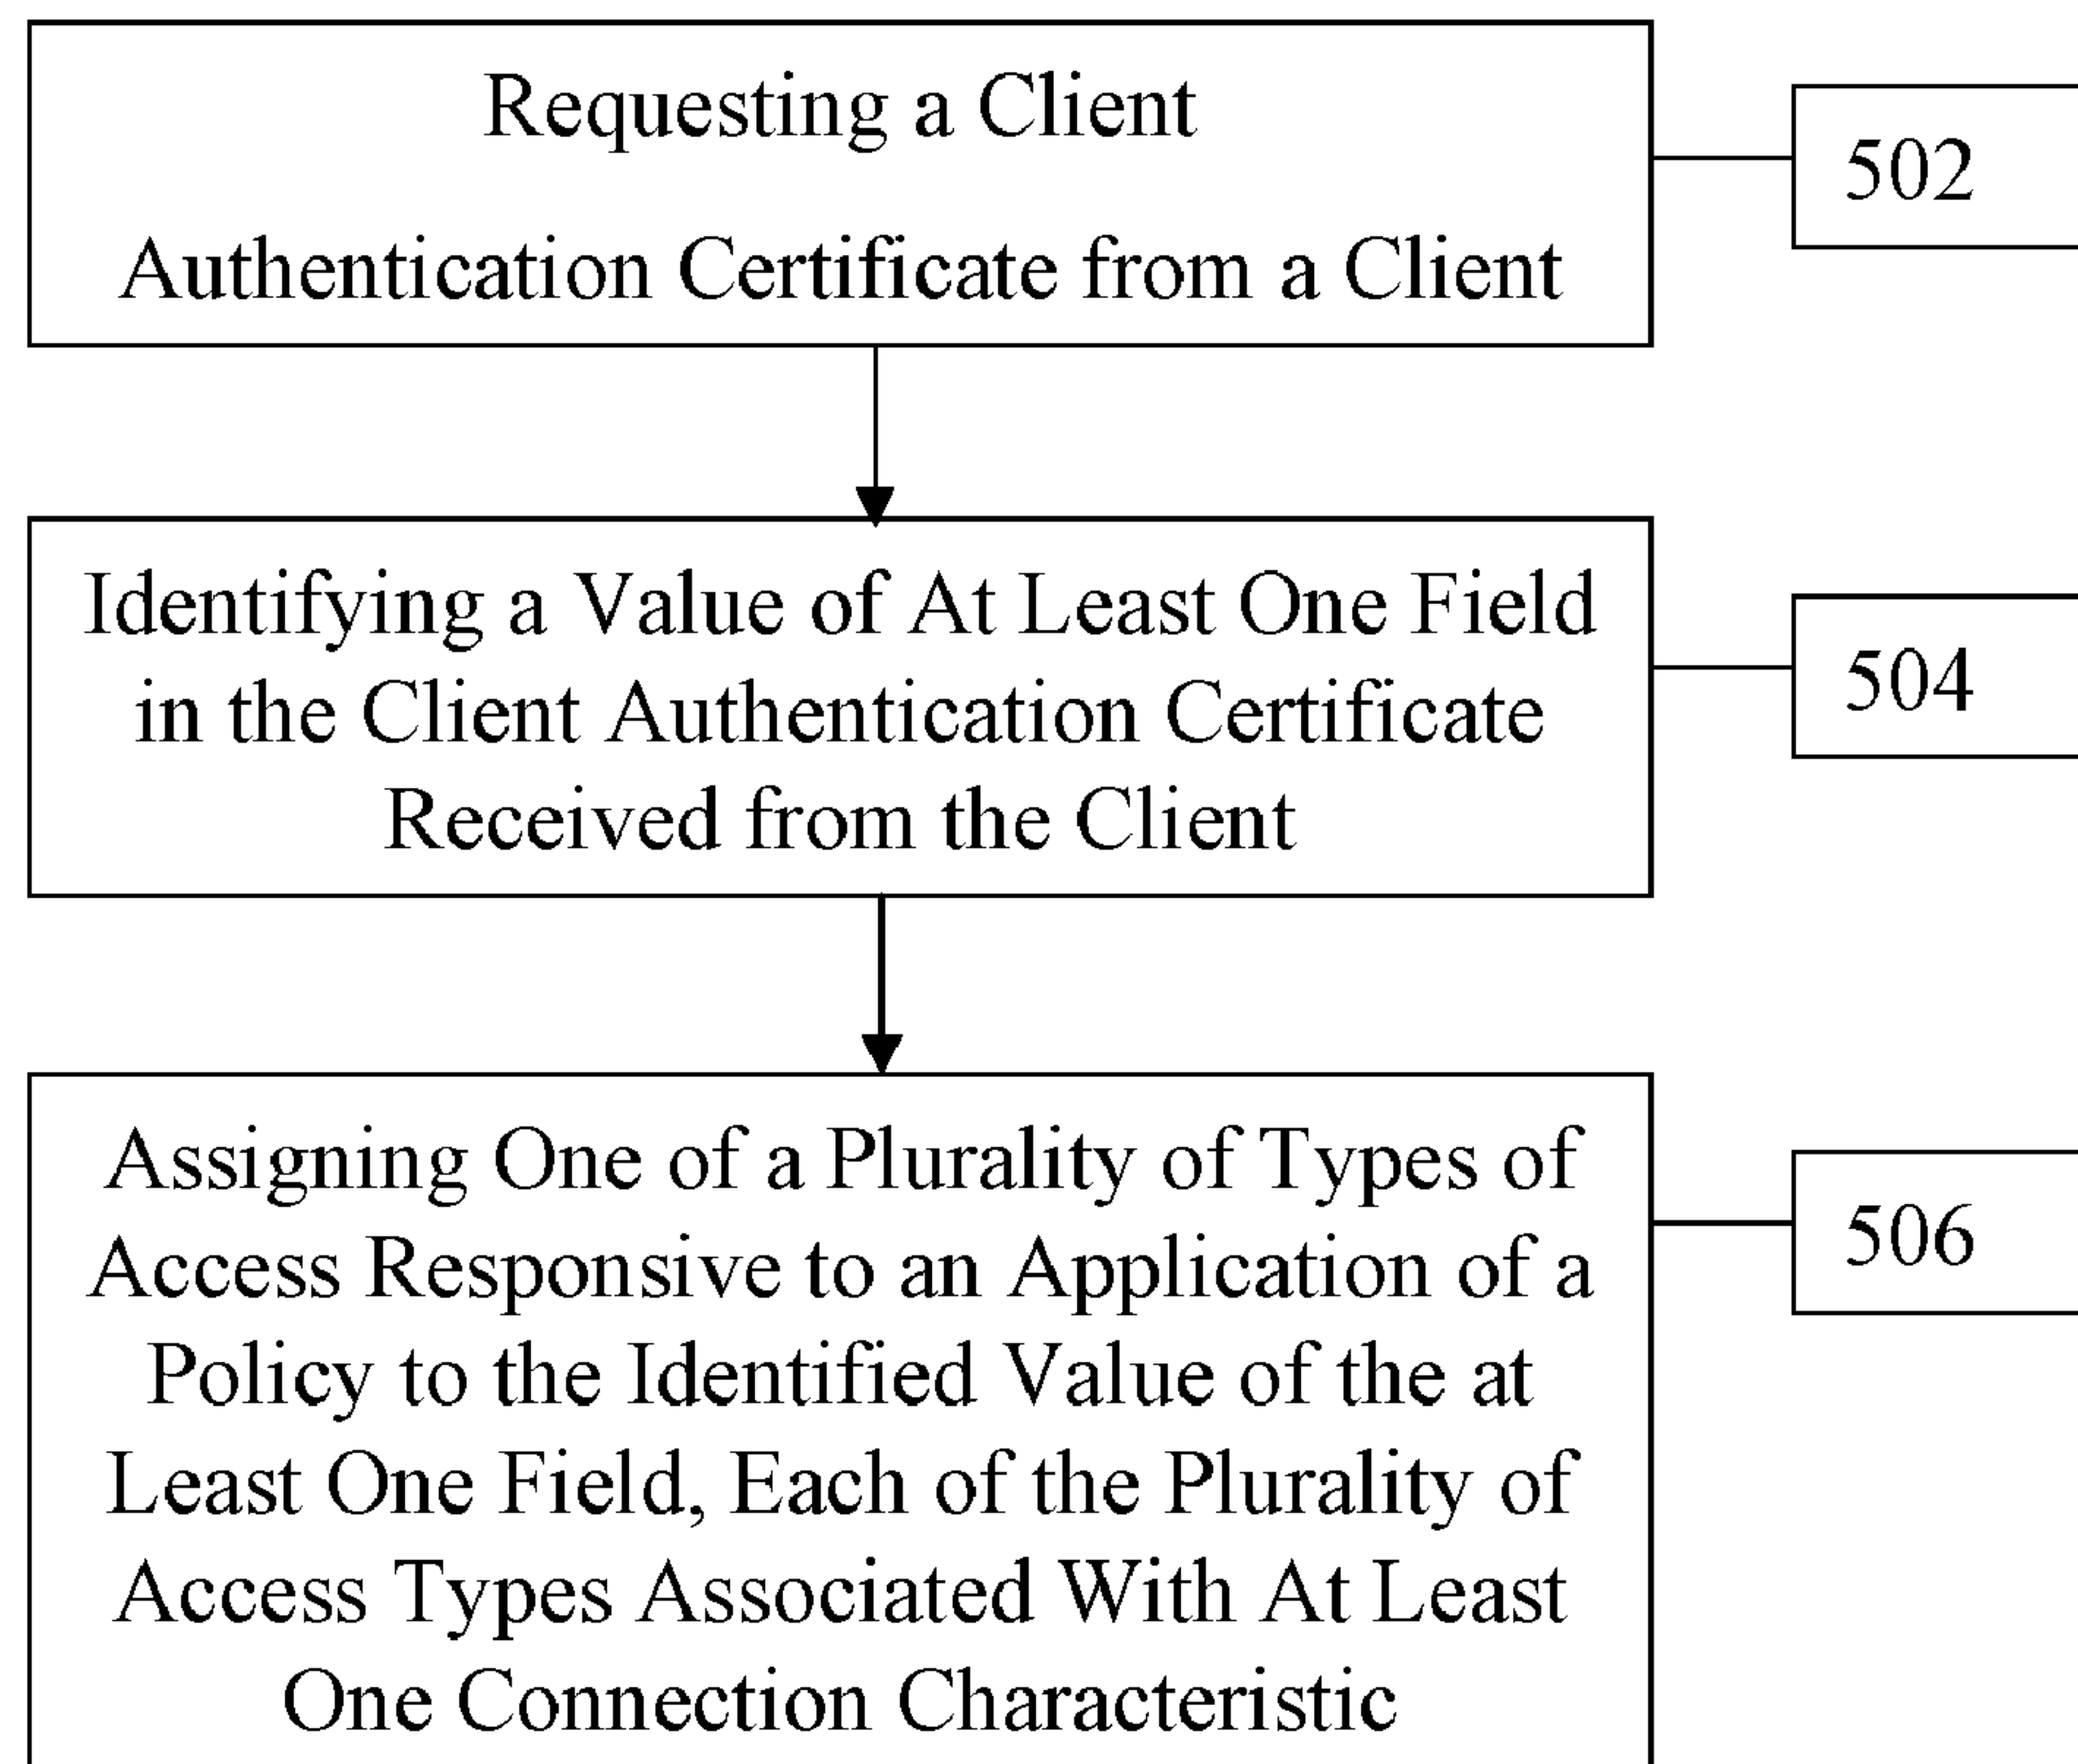 Requesting a Client
Authentication Certificate from a Client
502
Identifying a Value of At Least One Field
in the Client Authentication Certificate
Received from the Client
504
Assigning One of a Plurality of Types of
Access Responsive to an Application of a
Policy to the Identified Value of the at
Least One Field, Each of the Plurality of
Access Types Associated With At Least
One Connection Characteristic
506